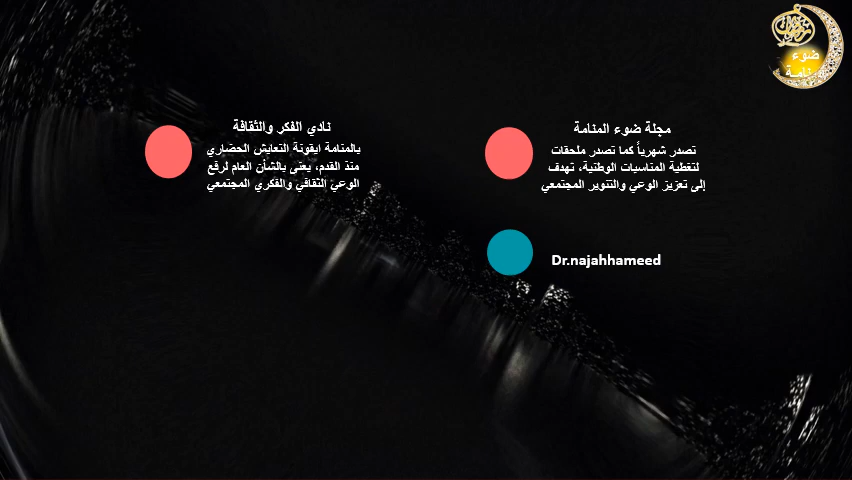 ضوء
المنامة
مجلة ضوء المنامة
تصدر شهرياً كما تصدر ملحقات
لتغطية المناسبات الوطنية، تهدف
إلى تعزيز الوعي والتنوير المجتمعي
نادي الفكر والثقافة
بالمنامة ايقونة التعايش الحضاري
منذ القدم، يعنى بالشأن العام لرفع
الوعي الثقافي والفكري المجتمعي
Dr.najahhameed